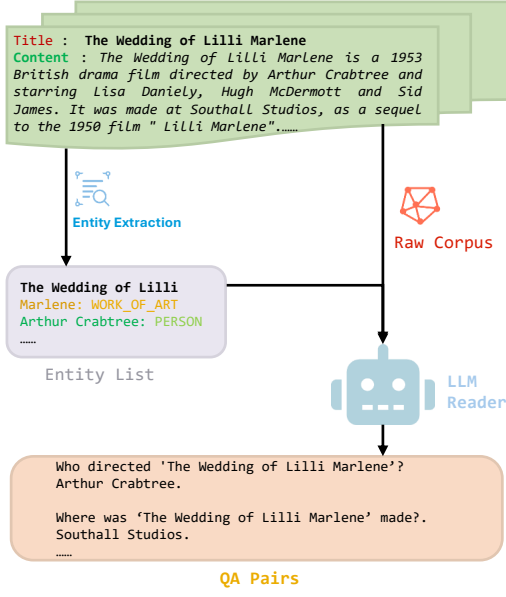 Title : The Wedding of Lilli Marlene
Content : The Wedding of Lilli Marlene is a 1953
British drama film directed by Arthur Crabtree and
starring Lisa Daniely, Hugh McDermott and Sid
James. It was made at Southall Studios, as a sequel
to the 1950 film " Lilli Marlene".……
Entity Extraction
Raw Corpus
The Wedding of Lilli
Marlene: WORK_OF_ART
Arthur Crabtree: PERSON
……
Entity List
LLM
Reader
Who directed 'The Wedding of Lilli Marlene’?
Arthur Crabtree.
Where was ‘The Wedding of Lilli Marlene’ made?.
Southall Studios.
……
QA Pairs